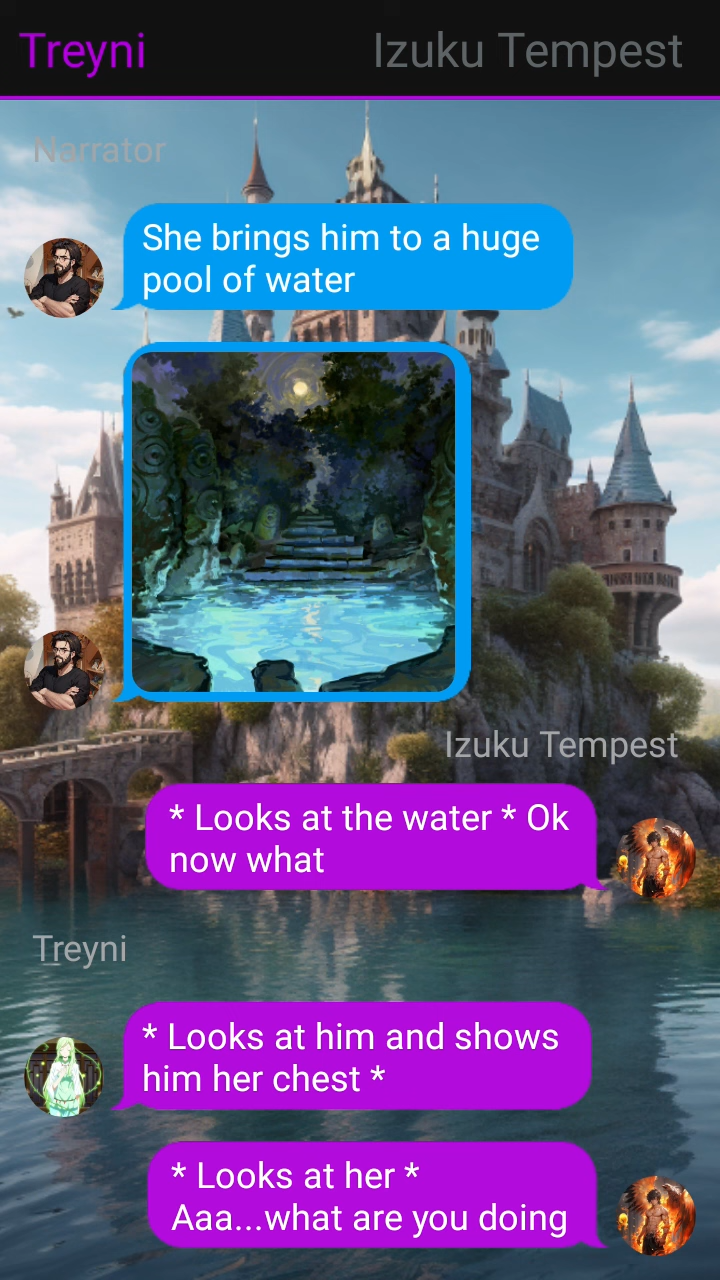 Treyni
Izuku Tempest
Narrator
She brings him to a huge
pool of water
Izuku Tempest
* Looks at the water * Ok
now what
Treyni
* Looks at him and shows
him her chest *
* Looks at her *
Aaa...what are you doing